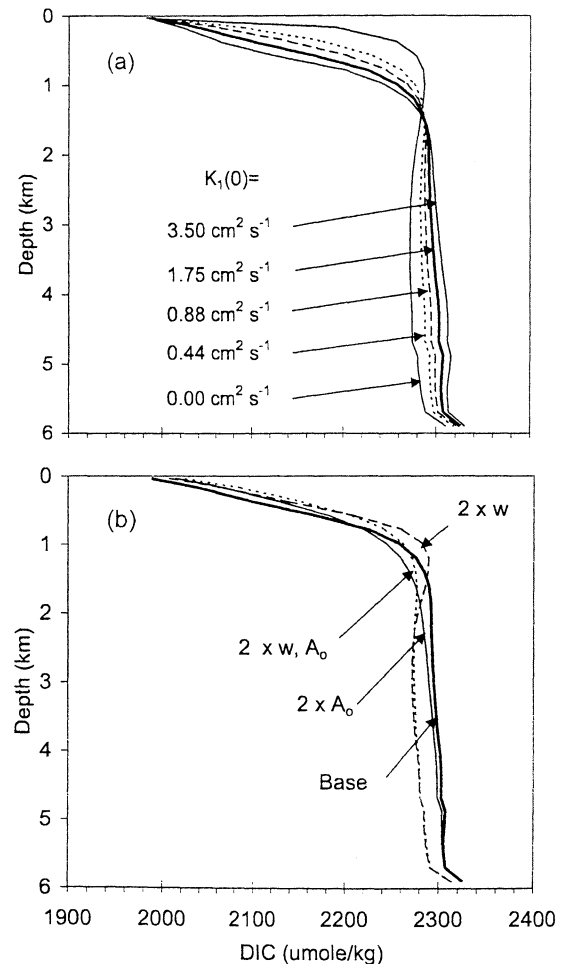 0
(a)
1
2
K₁(0)=
3
3.50 cm² s⁻¹
1.75 cm² s⁻¹
4
0.88 cm² s⁻¹
0.44 cm² s⁻¹
5
0.00 cm² s⁻¹
6
Depth (km)
0
(b)
2 x w
1
2
2 x w, Aₒ
3
2 x Aₒ
4
Base
5
6
Depth (km)
1900 2000 2100 2200 2300 2400
DIC (umole/kg)